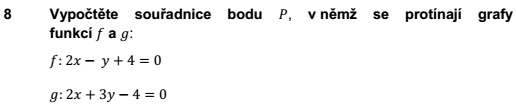 8 Vypočtěte souřadnice bodu P, v němž se protínají grafy
funkcí f a g:
f: 2x − y + 4 = 0
g: 2x + 3y − 4 = 0